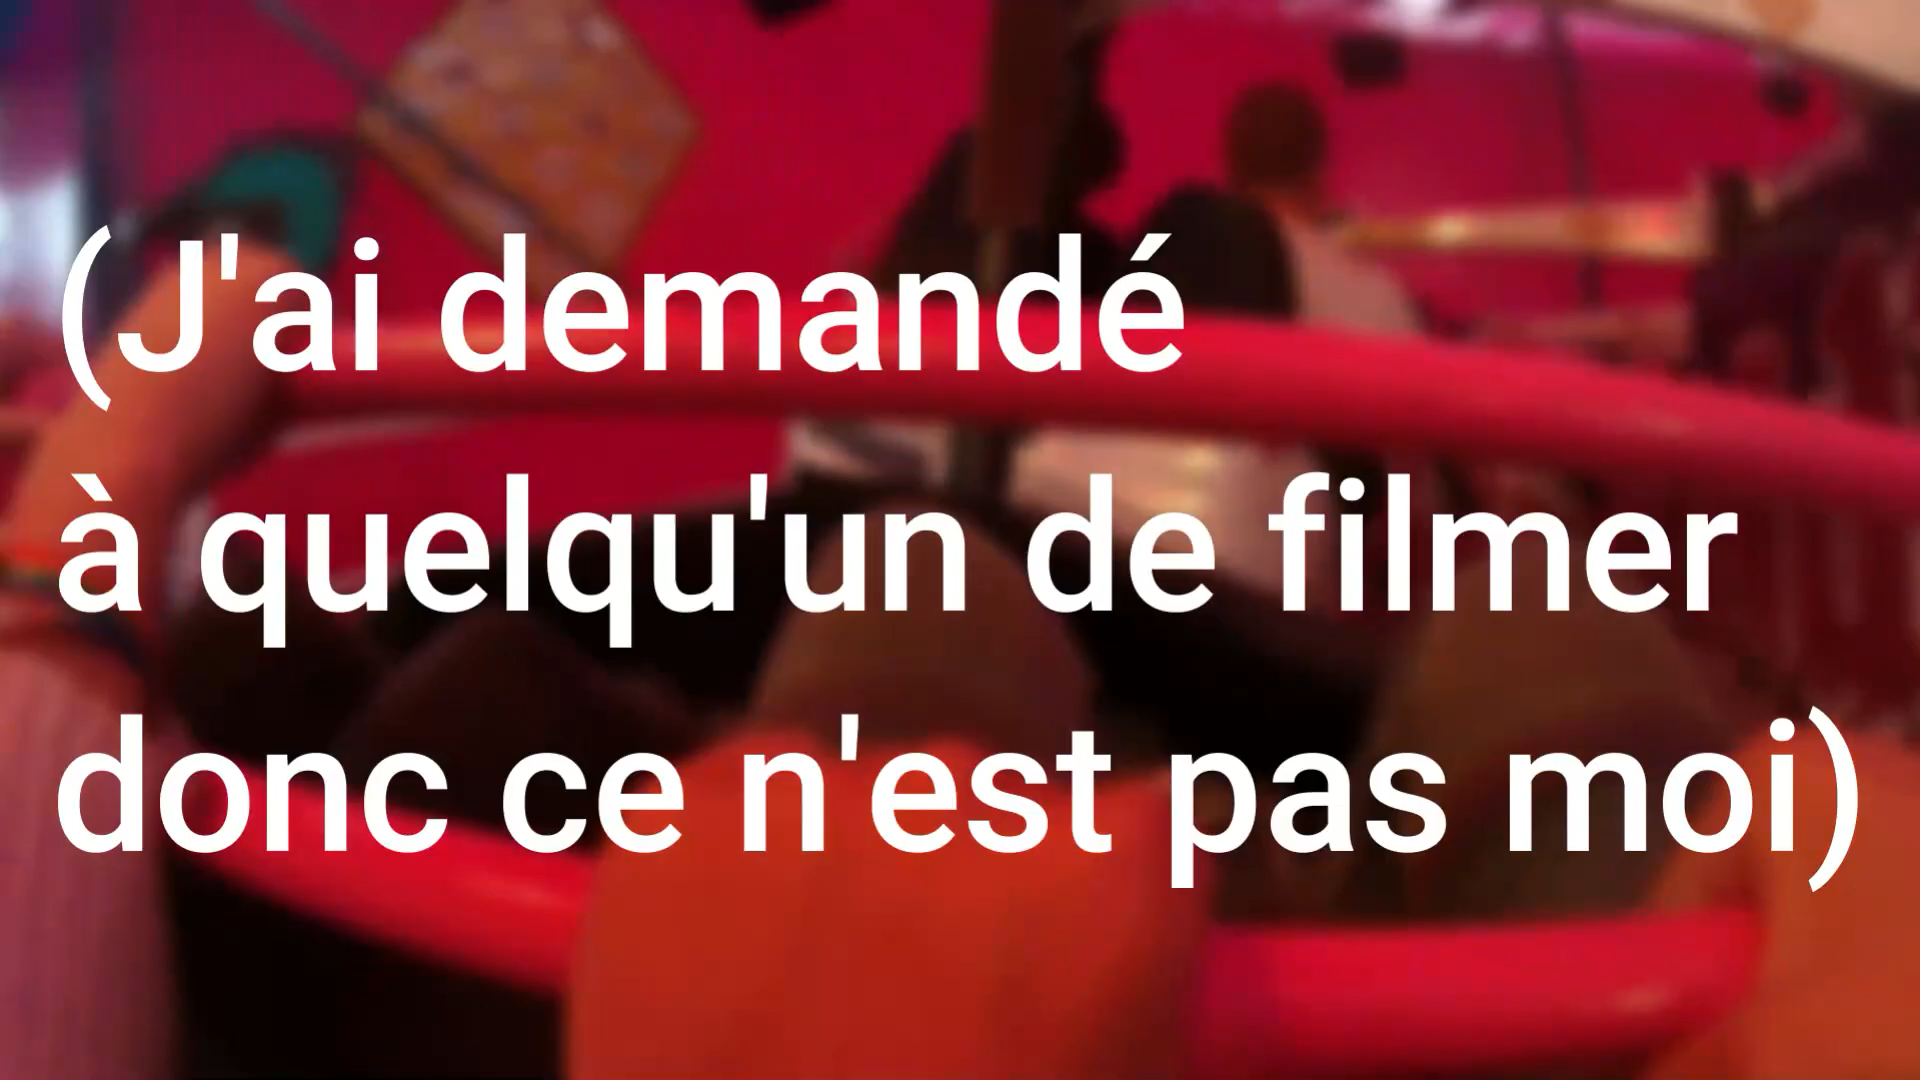 (J'ai demandé
à quelqu'un de filmer
donc ce n'est pas moi)